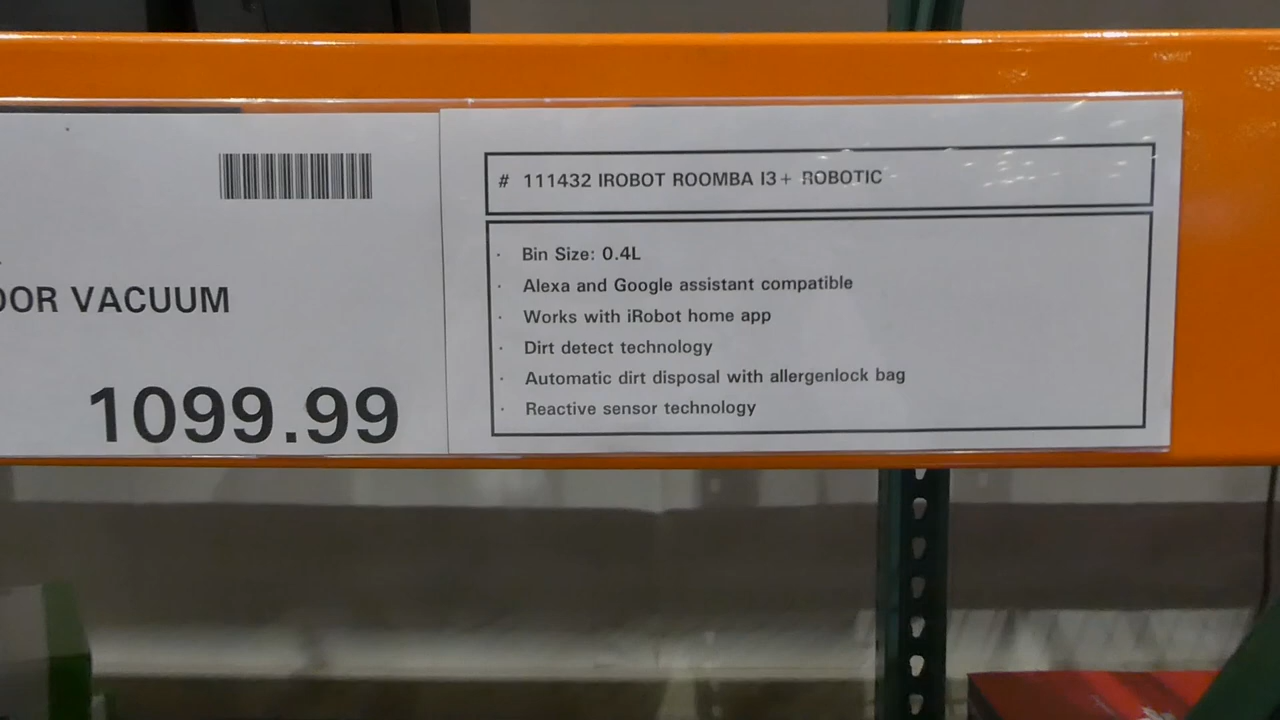 VACUUM
1099.99
# 111432 IROBOT ROOMBA I3+ ROBOTIC
· Bin Size: 0.4L
· Alexa and Google assistant compatible
· Works with iRobot home app
· Dirt detect technology
· Automatic dirt disposal with allergenlock bag
· Reactive sensor technology